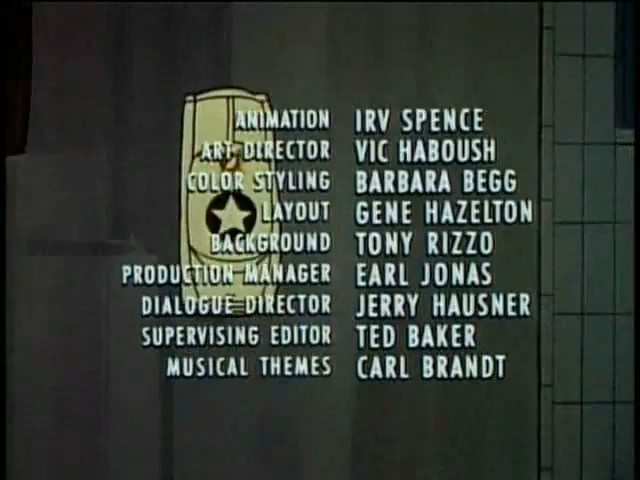 ANIMATION IRV SPENCE
ART DIRECTOR VIC HABOUSH
COLOR STYLING BARBARA BEGG
LAYOUT GENE HAZELTON
BACKGROUND TONY RIZZO
PRODUCTION MANAGER EARL JONAS
DIALOGUE DIRECTOR JERRY HAUSNER
SUPERVISING EDITOR TED BAKER
MUSICAL THEMES CARL BRANDT